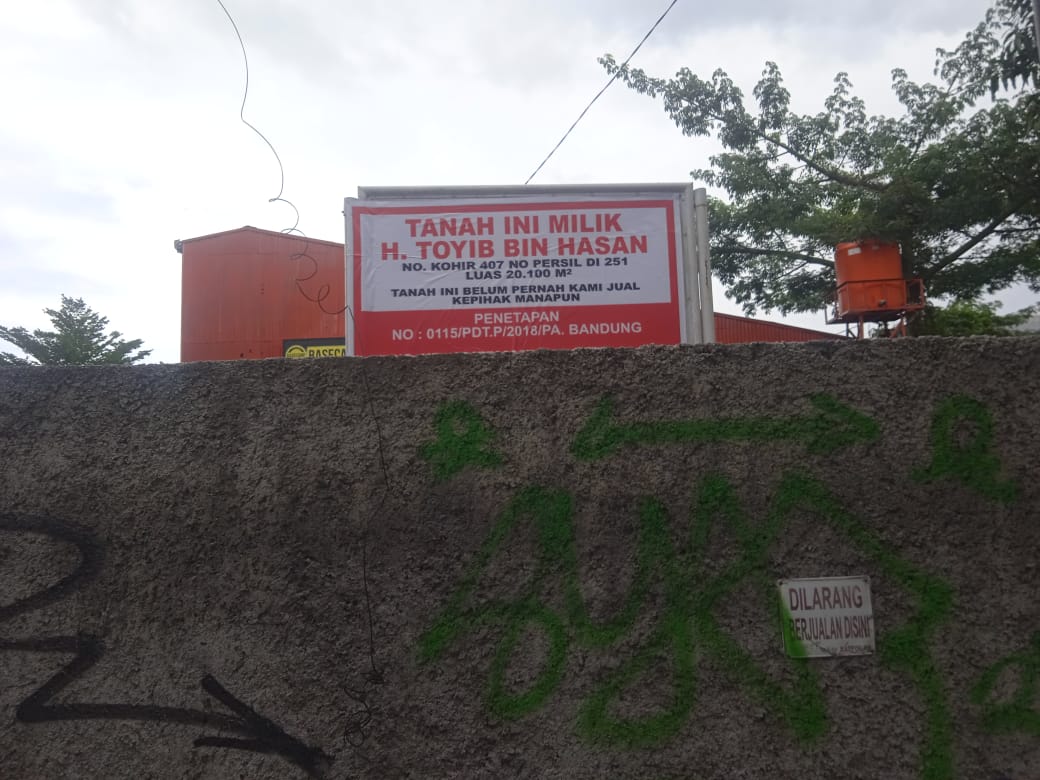 TANAH INI MILIK
H. TOYIB BIN HASAN
NO. KOHIR 407 NO PERSIL DI 251
LUAS 20.100 M²
TANAH INI BELUM PERNAH KAMI JUAL
KEPIHAK MANAPUN
PENETAPAN
NO : 0115/PDT.P/2018/PA. BANDUNG
DILARANG
BERJUALAN DISINI